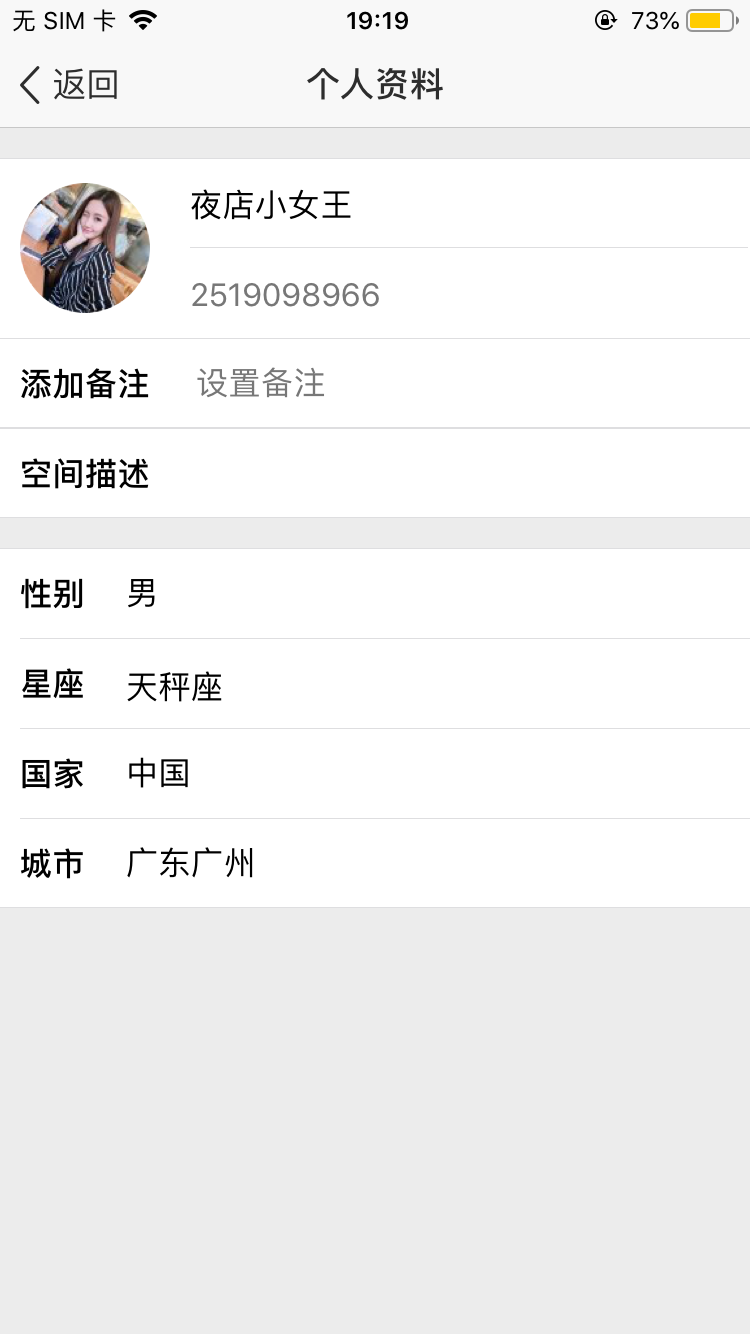 无 SIM 卡 19:19 73%
返回 个人资料
夜店小女王
2519098966
添加备注 设置备注
空间描述
性别 男
星座 天秤座
国家 中国
城市 广东广州